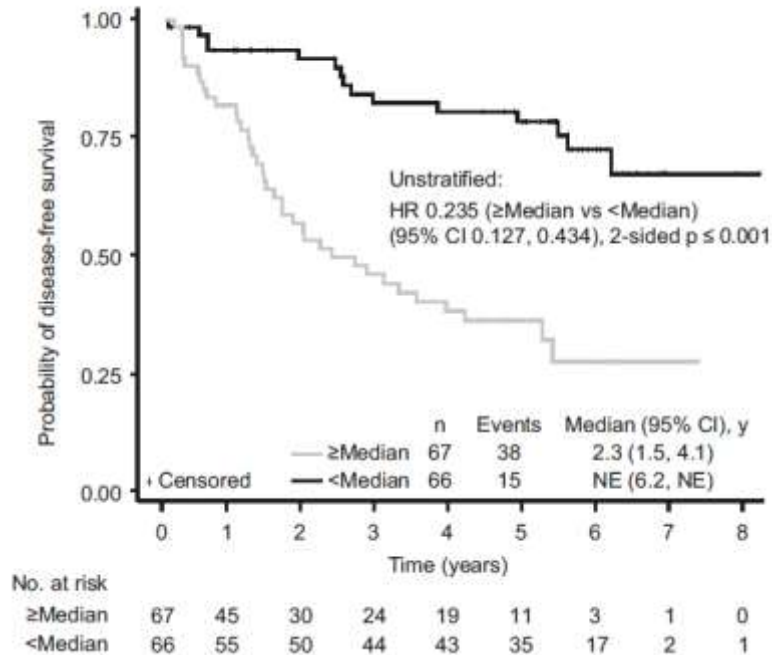 Probability of disease-free survival
1.00
0.75
0.50
0.25
0.00
Unstratified:
HR 0.235 (≥Median vs <Median)
(95% CI 0.127, 0.434), 2-sided p ≤ 0.001
n Events Median (95% CI), y
≥Median 67 38 2.3 (1.5, 4.1)
<Median 66 15 NE (6.2, NE)
Censored
0 1 2 3 4 5 6 7 8
Time (years)
No. at risk
≥Median 67 45 30 24 19 11 3 1 0
<Median 66 55 50 44 43 35 17 2 1